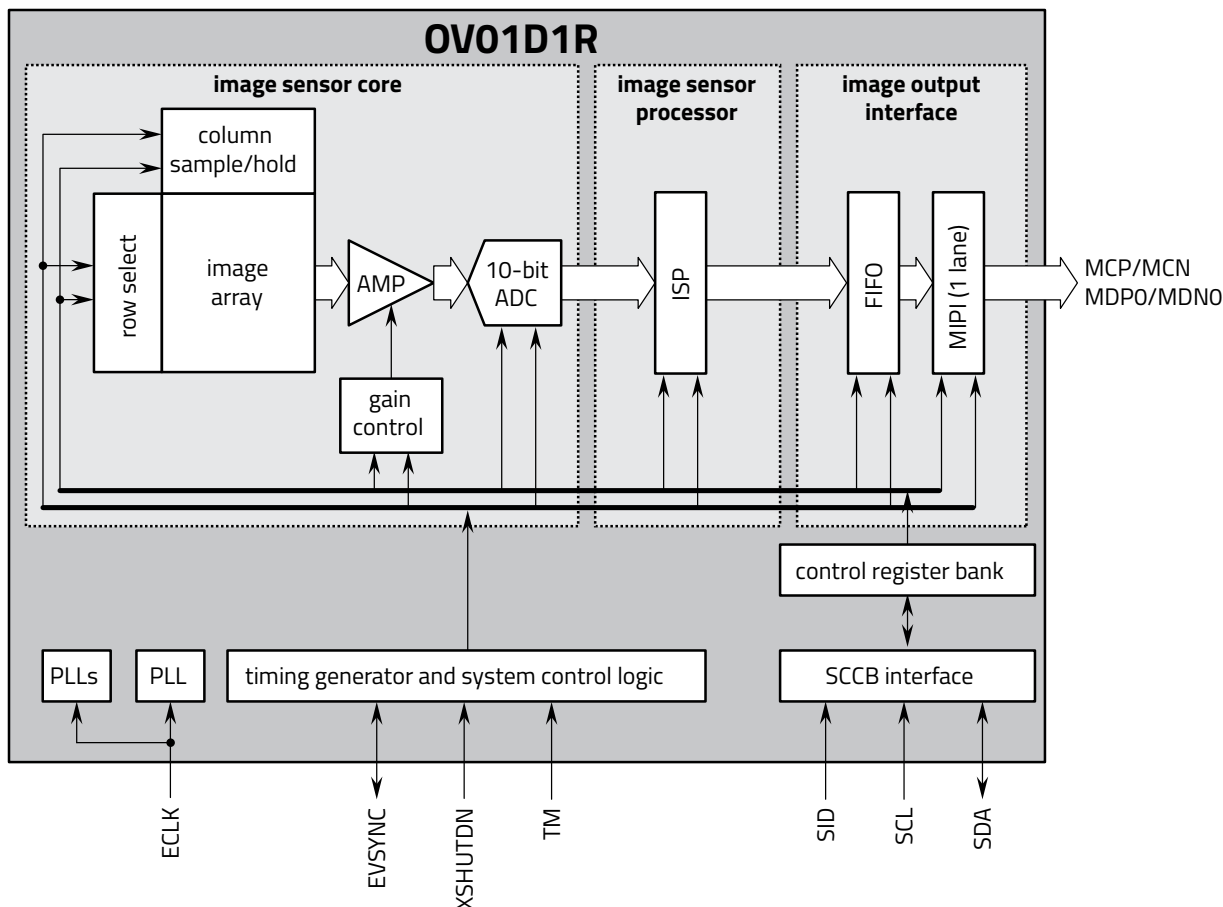 OV01D1R
image sensor core
image sensor
processor
image output
interface
column
sample/hold
row select
image
array
AMP
10-bit
ADC
gain
control
ISP
FIFO
MIPI (1 lane)
MCP/MCN
MDP0/MDN0
control register bank
PLLs
PLL
timing generator and system control logic
SCCB interface
ECLK
EVSYNC
XSHUTDN
TM
SID
SCL
SDA